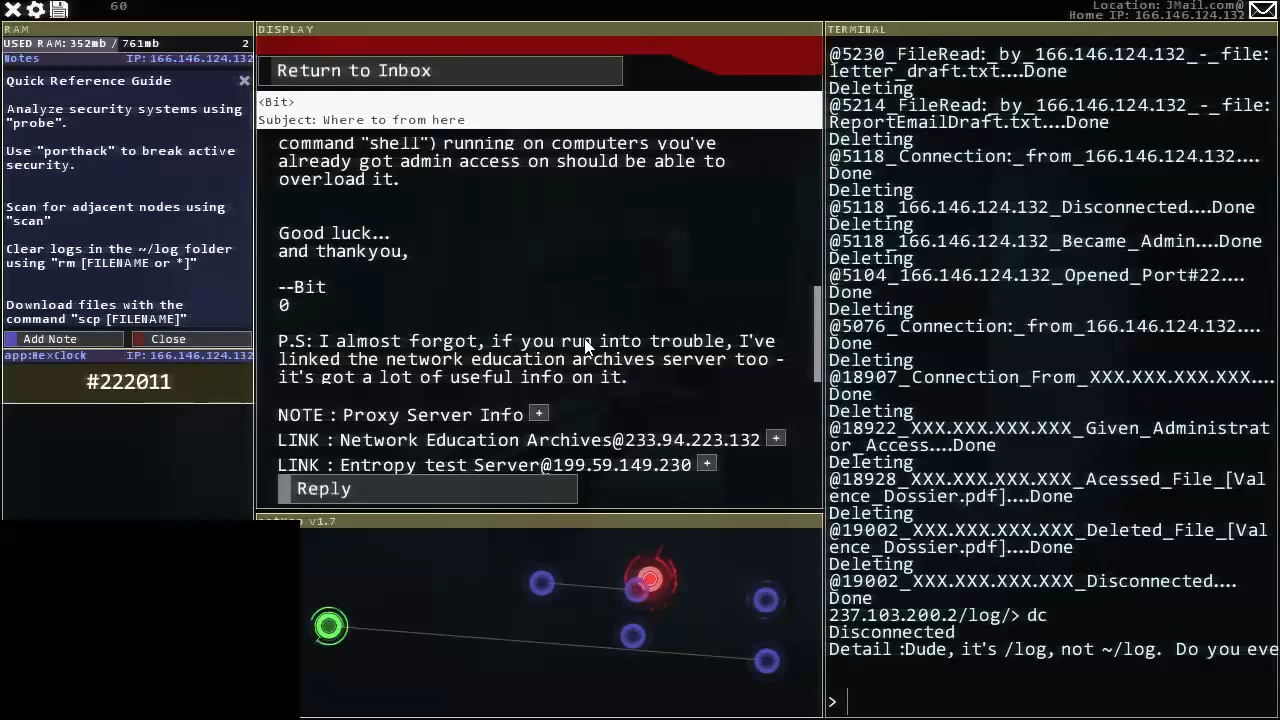 60
Location: JMail.com@
Home IP: 166.146.124.132
RAM
USED RAM: 352mb / 761mb
2
Notes
IP: 166.146.124.132
Quick Reference Guide
Analyze security systems using
"probe".
Use "porthack" to break active
security.
Scan for adjacent nodes using
"scan"
Clear logs in the ~/log folder
using "rm [FILENAME or *]"
Download files with the
command "scp [FILENAME]"
Add Note
Close
app:HexClock
IP: 166.146.124.132
#222011
DISPLAY
Return to Inbox
<Bit>
Subject: Where to from here
command "shell") running on computers you've
already got admin access on should be able to
overload it.
Good luck...
and thankyou,
--Bit
0
P.S: I almost forgot, if you run into trouble, I've
linked the network education archives server too -
it's got a lot of useful info on it.
NOTE : Proxy Server Info +
LINK : Network Education Archives@233.94.223.132 +
LINK : Entropy test Server@199.59.149.230 +
Reply
v1.7
TERMINAL
@5230_FileRead:_by_166.146.124.132_-_file:
letter_draft.txt....Done
Deleting
@5214_FileRead:_by_166.146.124.132_-_file:
ReportEmailDraft.txt....Done
Deleting
@5118_Connection:_from_166.146.124.132....
Done
Deleting
@5118_166.146.124.132_Disconnected....Done
Deleting
@5118_166.146.124.132_Became_Admin....Done
Deleting
@5104_166.146.124.132_Opened_Port#22....
Done
Deleting
@5076_Connection:_from_166.146.124.132....
Done
Deleting
@18907_Connection_From_XXX.XXX.XXX.XXX....
Done
Deleting
@18922_XXX.XXX.XXX.XXX_Given_Administrat
or_Access....Done
Deleting
@18928_XXX.XXX.XXX.XXX_Acessed_File_[Val
ence_Dossier.pdf]....Done
Deleting
@19002_XXX.XXX.XXX.XXX_Deleted_File_[Val
ence_Dossier.pdf]....Done
Deleting
@19002_XXX.XXX.XXX.XXX_Disconnected....
Done
237.103.200.2/log/> dc
Disconnected
Detail :Dude, it's /log, not ~/log.  Do you eve
>